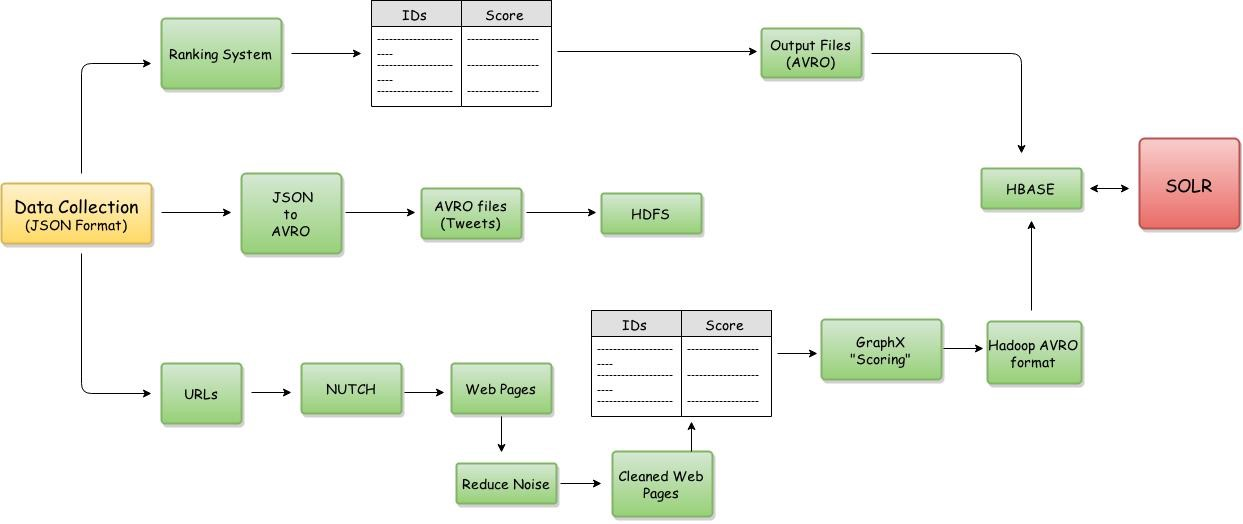 IDs Score
Ranking System
Output Files
(AVRO)
Data Collection
(JSON Format)
JSON
to
AVRO
AVRO files
(Tweets)
HDFS
HBASE
SOLR
IDs Score
GraphX
"Scoring"
Hadoop AVRO
format
URLs
NUTCH
Web Pages
Reduce Noise
Cleaned Web
Pages